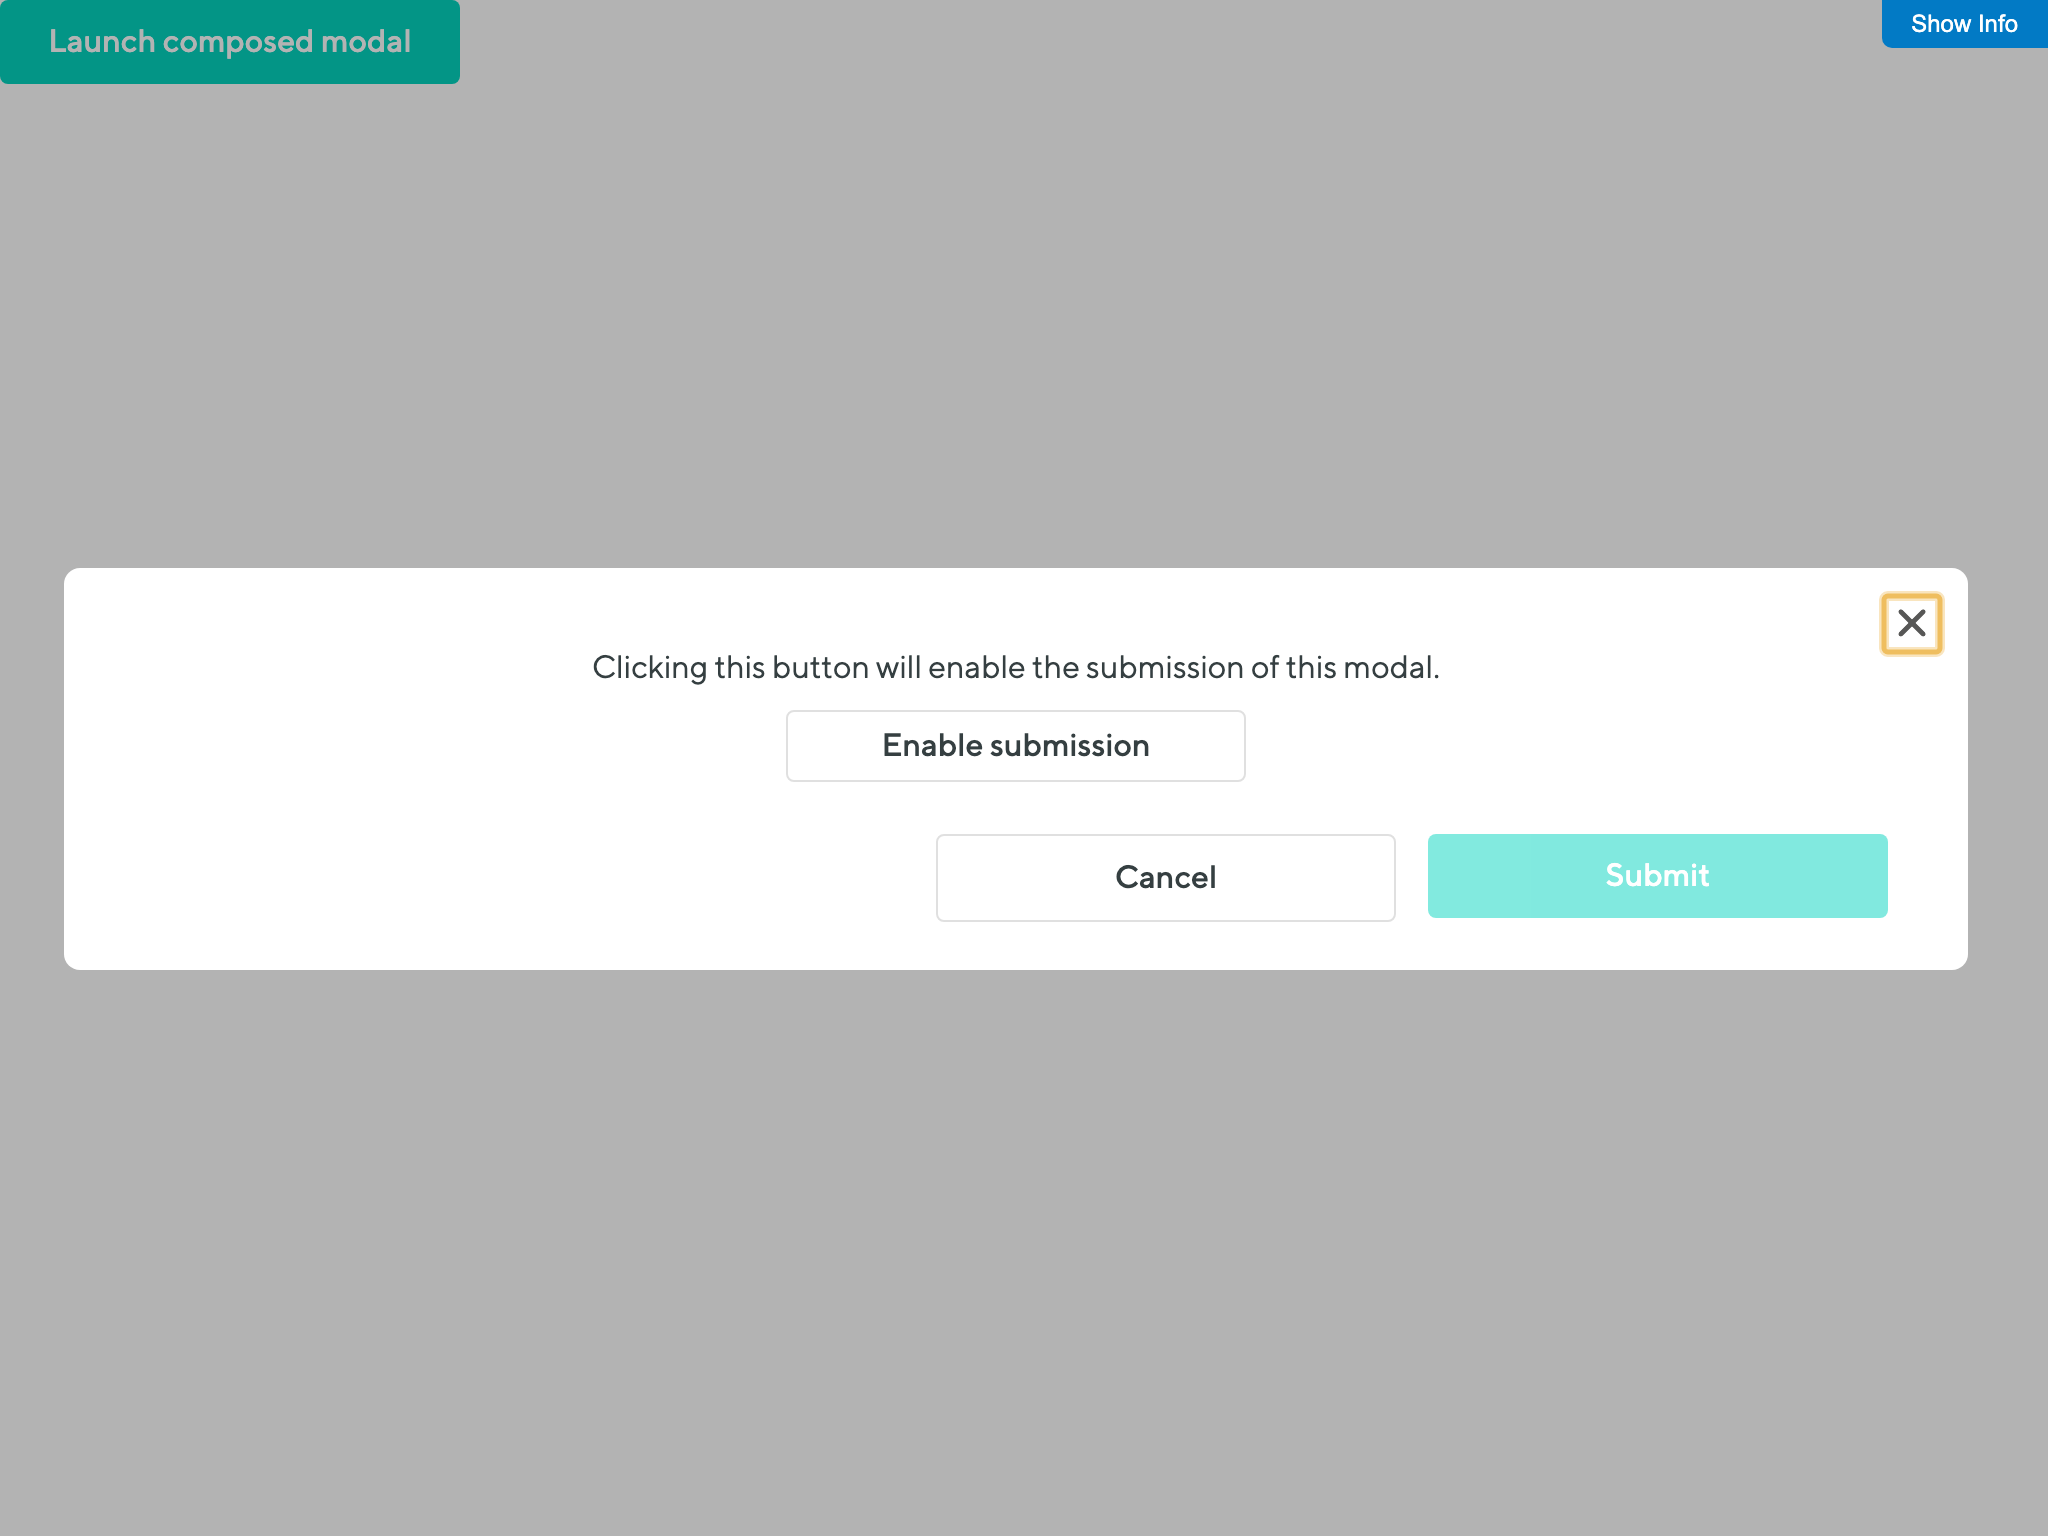 Launch composed modal
Show Info
Clicking this button will enable the submission of this modal.
Enable submission
Cancel
Submit